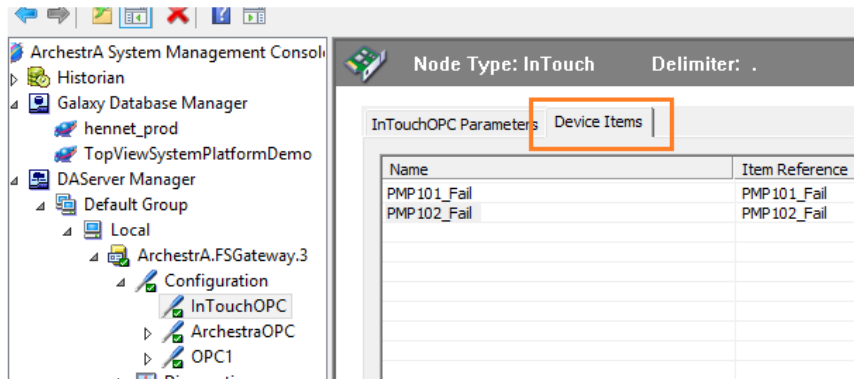 ArchestrA System Management Consol
Historian
Galaxy Database Manager
hennet_prod
TopViewSystemPlatformDemo
DAServer Manager
Default Group
Local
ArchestrA.FSGateway.3
Configuration
InTouchOPC
ArchestraOPC
OPC1
Node Type: InTouch Delimiter: .
InTouchOPC Parameters Device Items
Name Item Reference
PMP101_Fail PMP101_Fail
PMP102_Fail PMP102_Fail